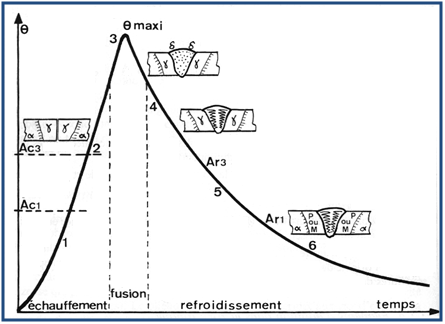 θ
3
θ maxi
δ δ
γ γ
4
γ γ
α γ γ α
Ac3
2
Ar3
5
Ac1
Ar1
α P ou M P ou M α
1
6
échauffement
fusion
refroidissement
temps